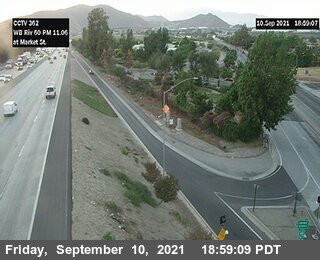 CCTV 362
WB Riv 60 PM 11.06
at Market St.
10.Sep 2021 18:59:07
Friday, September 10, 2021 18:59:09 PDT